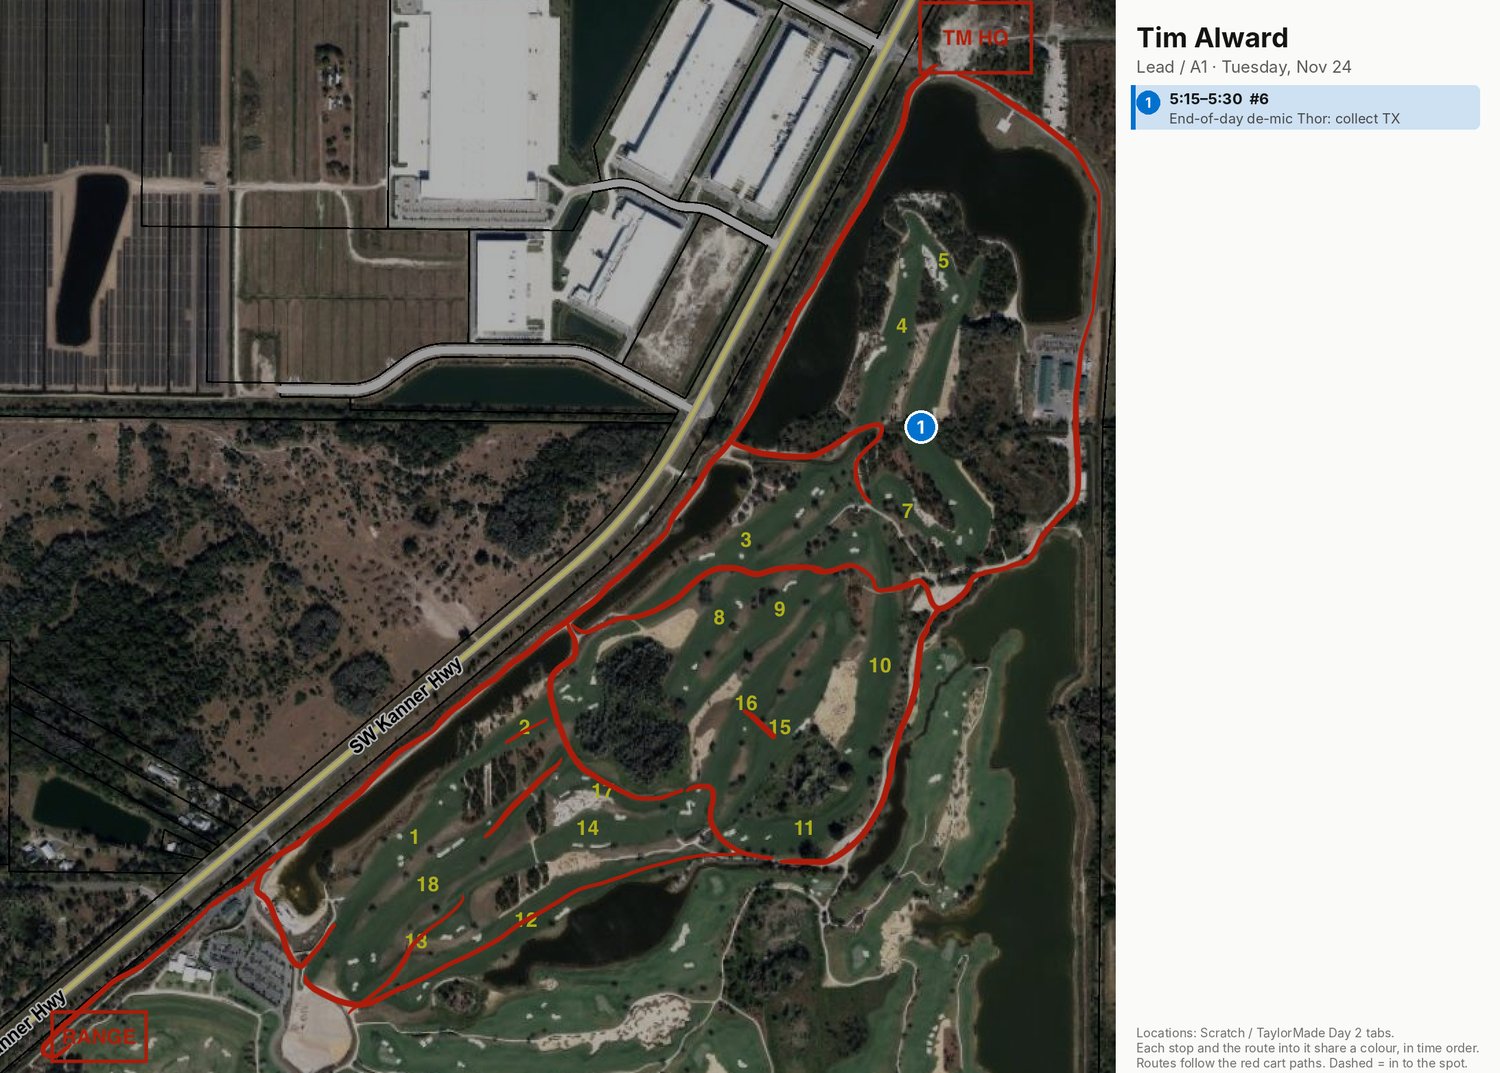 TM HQ
Tim Alward
Lead / A1 · Tuesday, Nov 24
1
5:15–5:30 #6
End-of-day de-mic Thor: collect TX
5
4
1
7
3
9
8
10
16
2
15
17
14
11
1
18
12
13
SW Kanner Hwy
nner Hwy
RANGE
Locations: Scratch / TaylorMade Day 2 tabs.
Each stop and the route into it share a colour, in time order.
Routes follow the red cart paths. Dashed = in to the spot.